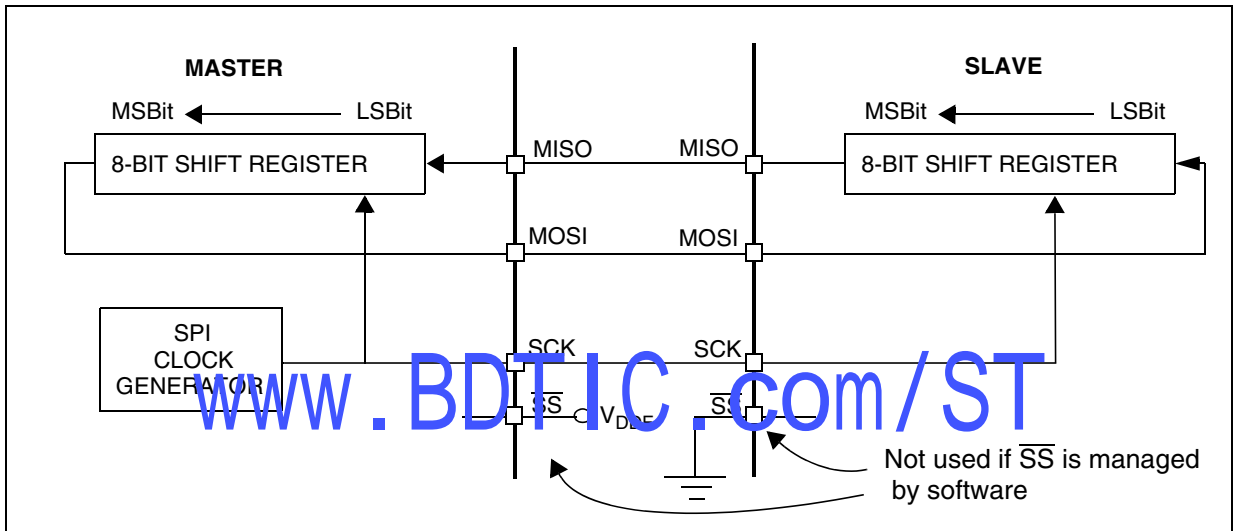 MASTER
SLAVE
MSBit
LSBit
MSBit
LSBit
8-BIT SHIFT REGISTER
MISO
MISO
8-BIT SHIFT REGISTER
MOSI
MOSI
SPI
CLOCK
GENERATOR
SCK
SCK
SS
SS
www.BDTIC.com/ST
Not used if SS is managed
by software